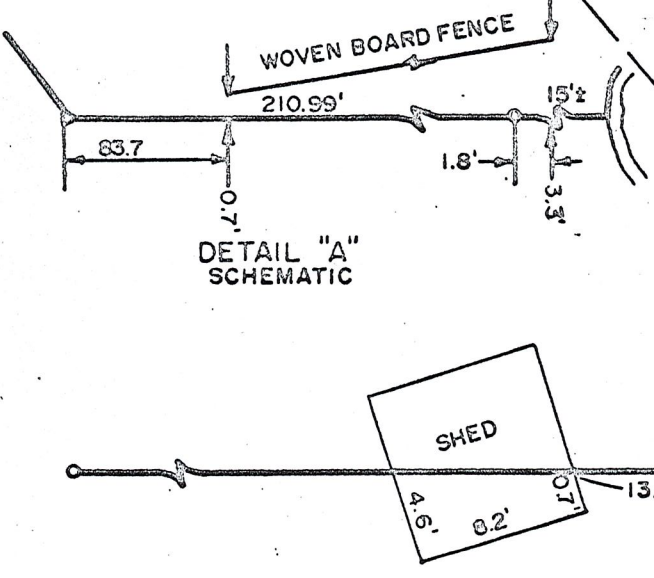 WOVEN BOARD FENCE
210.99'
15'±
83.7
1.8'
0.7'
3.3'
DETAIL "A"
SCHEMATIC
SHED
4.6'
8.2'
0.7'
13.